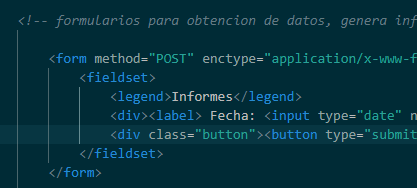 <!-- formularios para obtencion de datos, genera inf
<form method="POST" enctype="application/x-www-f
<fieldset>
<legend>Informes</legend>
<div><label> Fecha: <input type="date" n
<div class="button"><button type="submit
</fieldset>
</form>